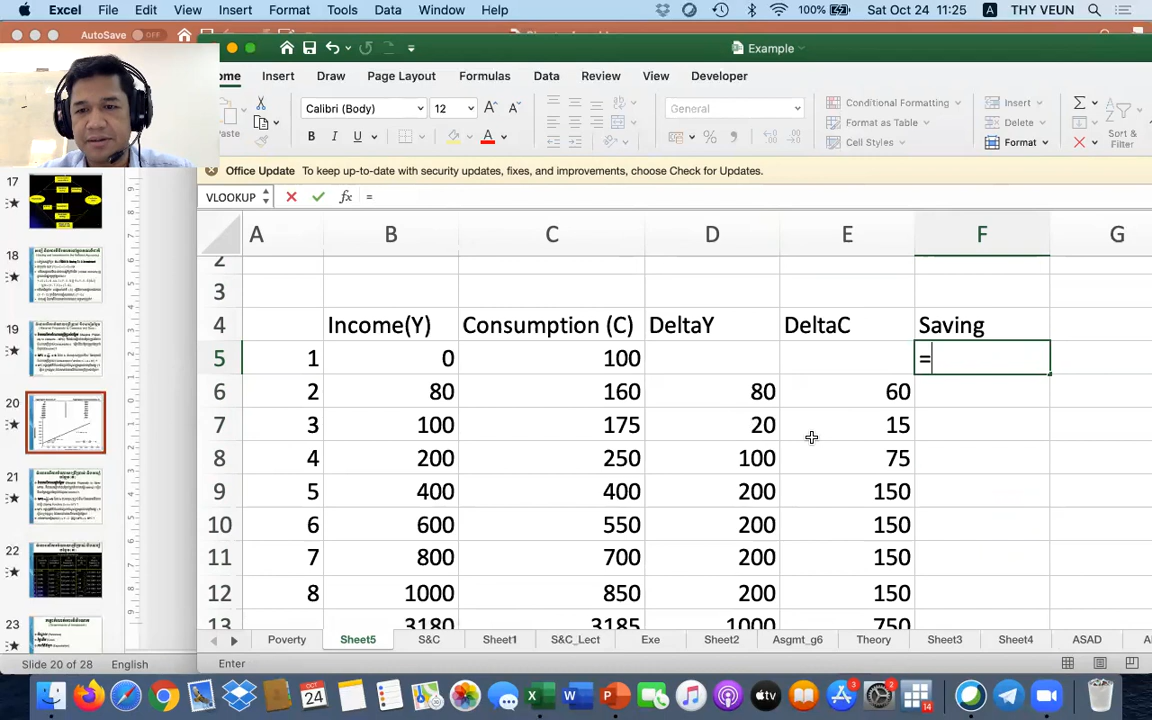 Excel File Edit View Insert Format Tools Data Window Help 100% Sat Oct 24 11:25 A THY VEUN
AutoSave OFF
Example
ome Insert Draw Page Layout Formulas Data Review View Developer
aste Calibri (Body) 12 A A General Conditional Formatting Insert
Format as Table Delete
B I U A % Cell Styles Format Sort &
Filter
Office Update To keep up-to-date with security updates, fixes, and improvements, choose Check for Updates.
VLOOKUP fx =
A B C D E F G
2
3
4 Income(Y) Consumption (C) DeltaY DeltaC Saving
5 1 0 100 =
6 2 80 160 80 60
7 3 100 175 20 15
8 4 200 250 100 75
9 5 400 400 200 150
10 6 600 550 200 150
11 7 800 700 200 150
12 8 1000 850 200 150
13 3180 3185 1000 750
17
18
19
20
21
22
23
Poverty Sheet5 S&C Sheet1 S&C_Lect Exe Sheet2 Asgmt_g6 Theory Sheet3 Sheet4 ASAD
Slide 20 of 28 English Enter
OCT
24
tv
3
2
14